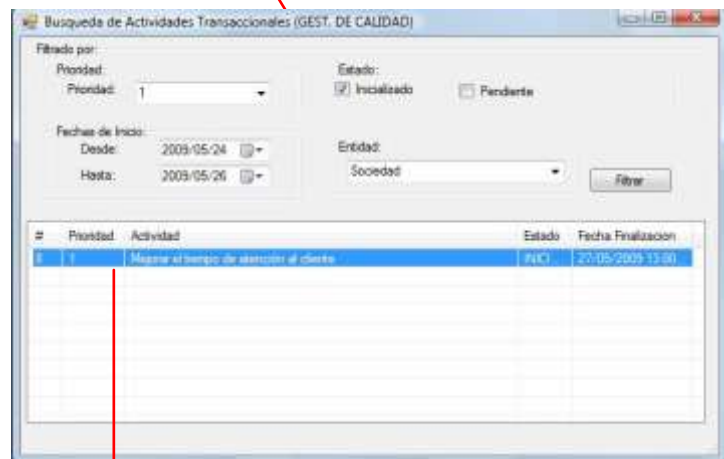 Busqueda de Actividades Transaccionales (GEST. DE CALIDAD)
Filtrado por:
Prioridad:
Estado:
Prioridad: 1
Inicializado
Pendiente
Fechas de Inicio:
Desde: 2009/05/24
Entidad:
Hasta: 2009/05/26
Sociedad
Filtrar
# Prioridad Actividad Estado Fecha Finalizacion
1 Mejorar el tiempo de atención al cliente INICI... 27/05/2009 13:00